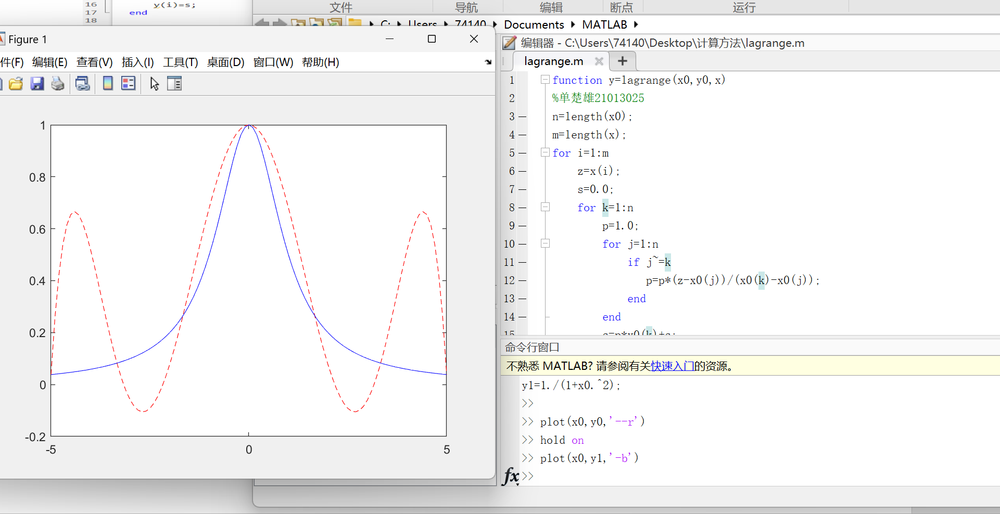 16
y(i)=s;
17
end
18
文件 导航 编辑 断点 运行
C: Users 74140 Documents MATLAB
Figure 1
件(F) 编辑(E) 查看(V) 插入(I) 工具(T) 桌面(D) 窗口(W) 帮助(H)
1
0.8
0.6
0.4
0.2
0
-0.2
-5 0 5
编辑器 - C:\Users\74140\Desktop\计算方法\lagrange.m
lagrange.m
1 function y=lagrange(x0,y0,x)
2 %单楚雄21013025
3 n=length(x0);
4 m=length(x);
5 for i=1:m
6 z=x(i);
7 s=0.0;
8 for k=1:n
9 p=1.0;
10 for j=1:n
11 if j~=k
12 p=p*(z-x0(j))/(x0(k)-x0(j));
13 end
14 end
15 s=p*y0(k)+s;
命令行窗口
不熟悉 MATLAB? 请参阅有关快速入门的资源。
y1=1./(1+x0.^2);
>>
>> plot(x0,y0,'--r')
>> hold on
>> plot(x0,y1,'-b')
fx >>